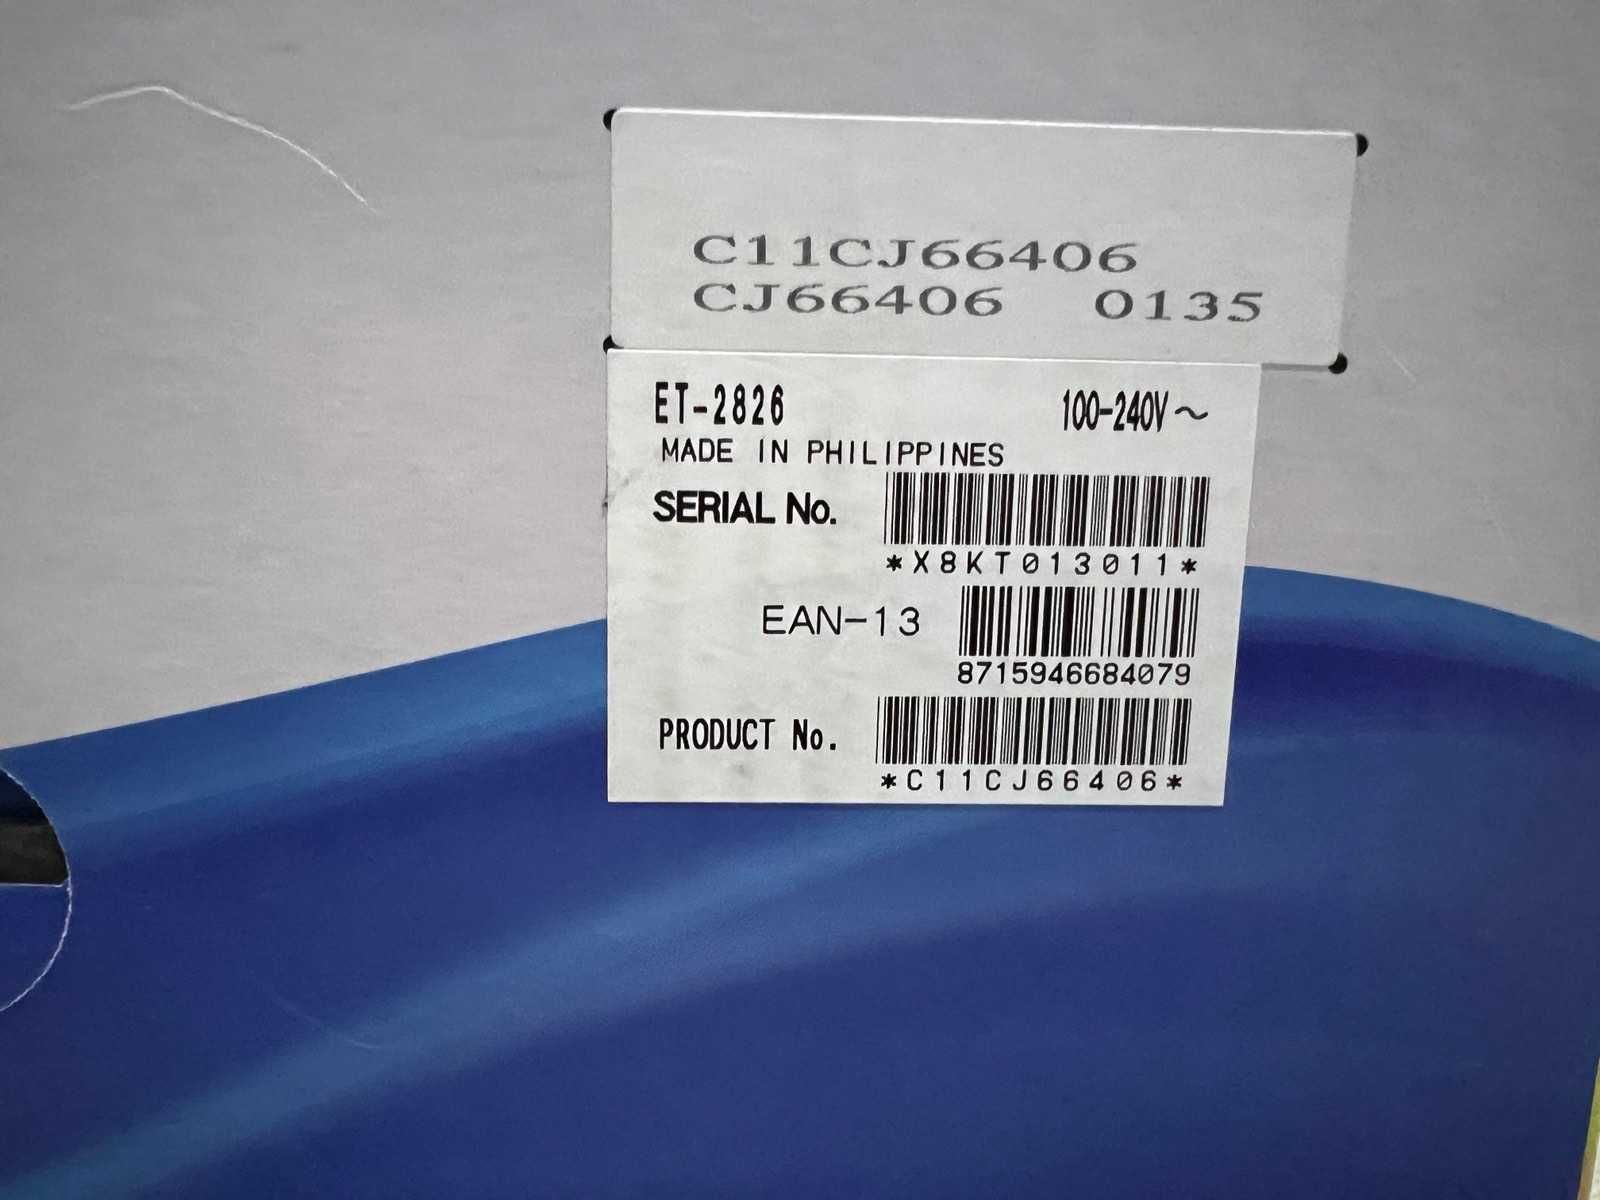 C11CJ66406
CJ66406 0135
ET-2826 100-240V～
MADE IN PHILIPPINES
SERIAL No.
*X8KT013011*
EAN-13
8715946684079
PRODUCT No.
*C11CJ66406*